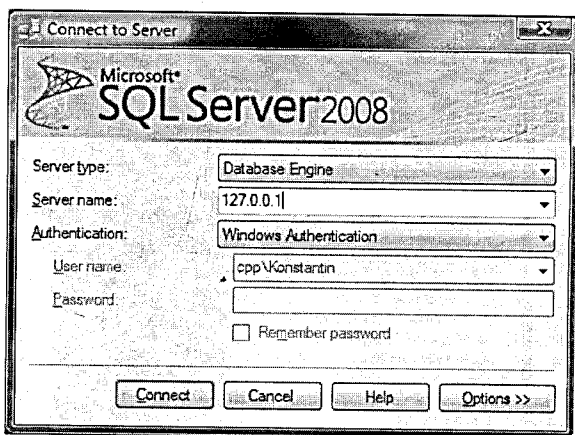 Connect to Server
Microsoft®
SQL Server 2008
Server type: Database Engine
Server name: 127.0.0.1
Authentication: Windows Authentication
User name: cpp\Konstantin
Password:
Remember password
Connect Cancel Help Options >>